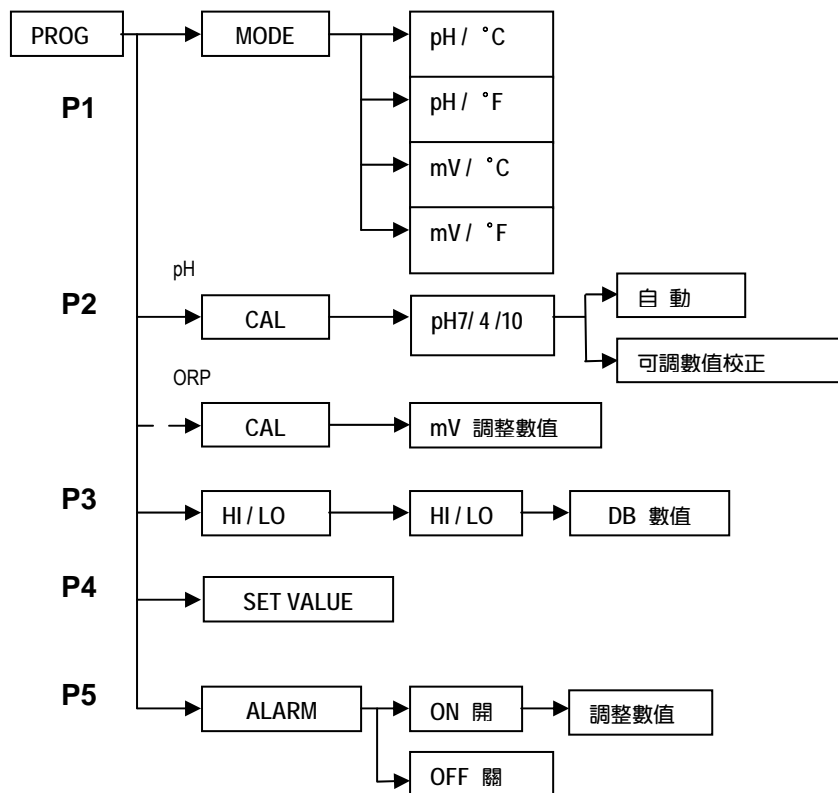 PROG
MODE
pH / °C
P1
pH / °F
mV / °C
mV / °F
pH
P2
CAL
pH7/ 4 /10
自 動
可調數值校正
ORP
CAL
mV 調整數值
P3
HI / LO
HI / LO
DB 數值
P4
SET VALUE
P5
ALARM
ON 開
調整數值
OFF 關